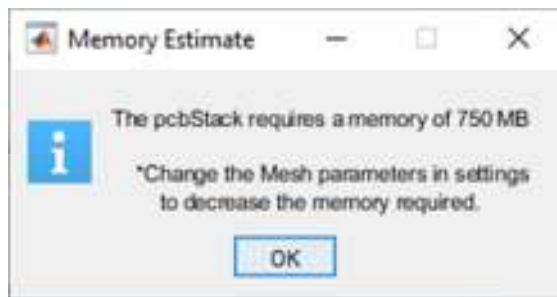 Memory Estimate
The pcbStack requires a memory of 750 MB
*Change the Mesh parameters in settings
to decrease the memory required.
OK